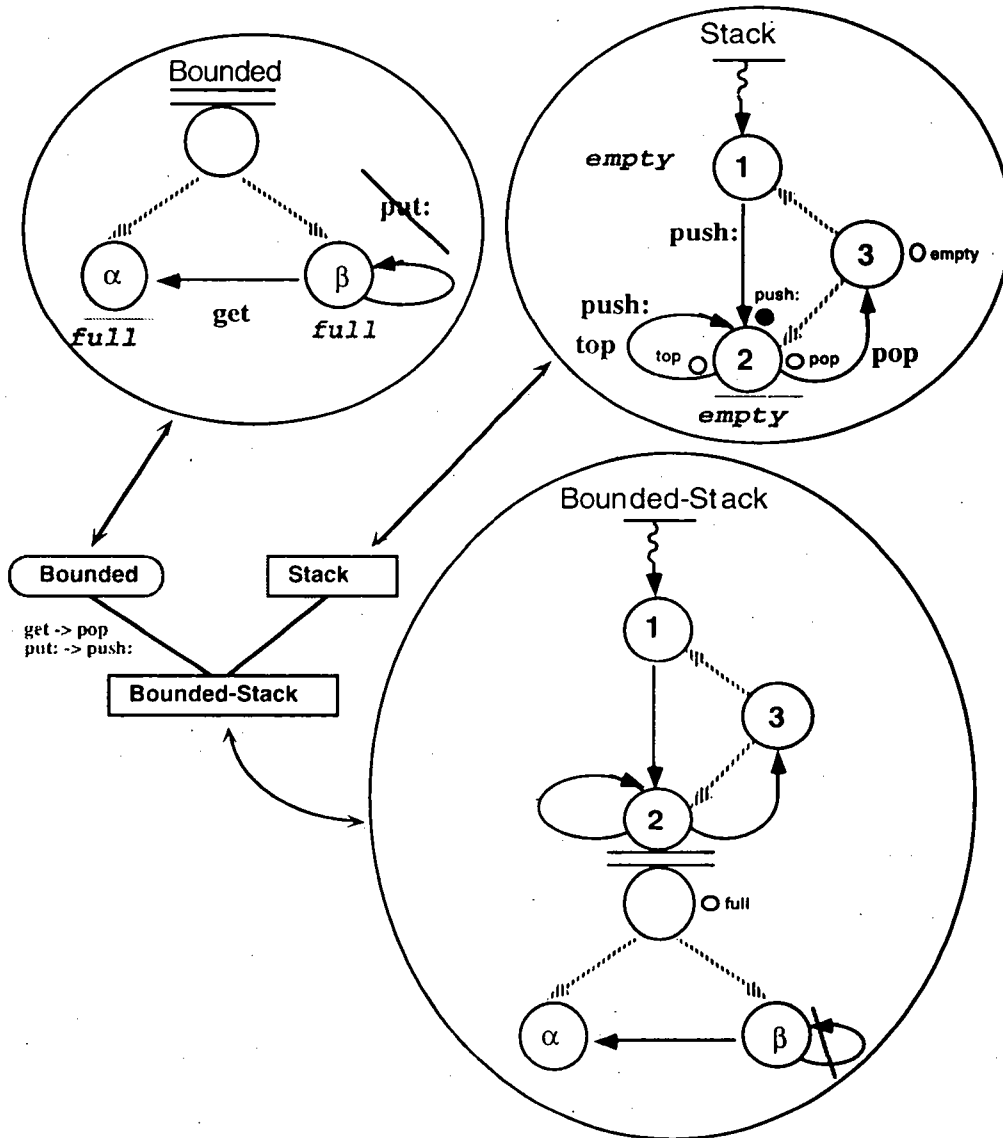 Bounded
α
β
put:
get
full
full
Stack
1
empty
push:
3
empty
push:
push:
top
top
2
pop
pop
empty
Bounded
Stack
get -> pop
put: -> push:
Bounded-Stack
Bounded-Stack
1
3
2
full
α
β